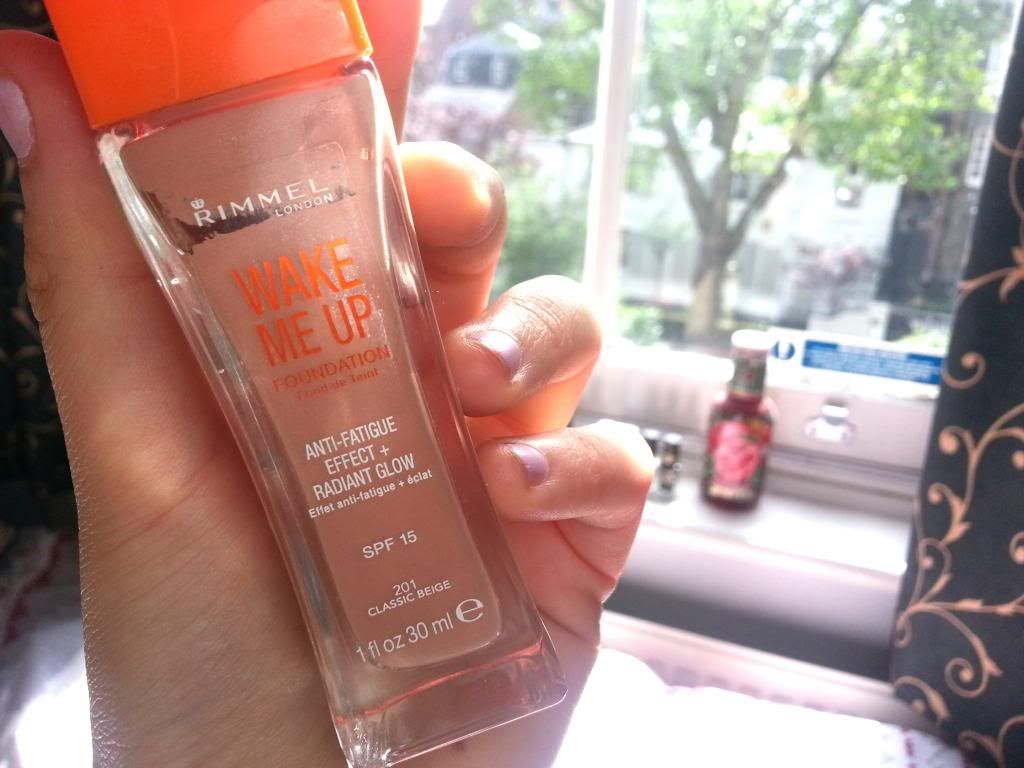 RIMMEL
LONDON
WAKE
ME UP
FOUNDATION
Fond de Teint
ANTI-FATIGUE
EFFECT +
RADIANT GLOW
Effet anti-fatigue + éclat
SPF 15
201
CLASSIC BEIGE
1 fl oz 30 ml e